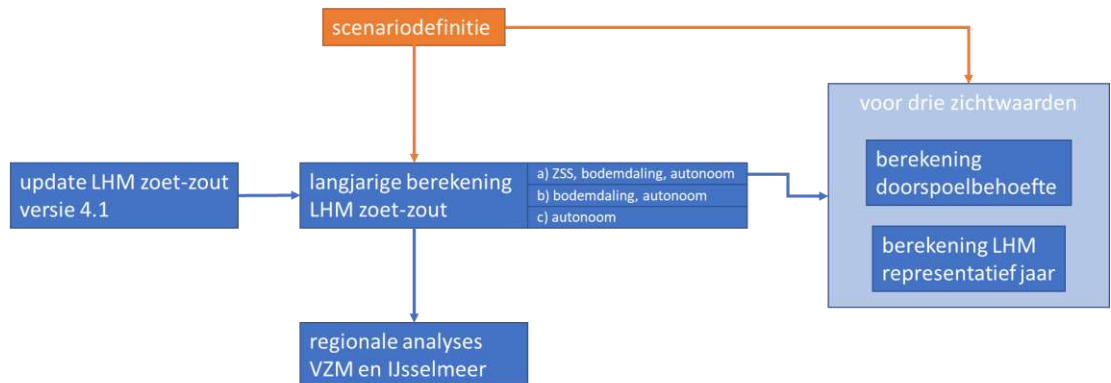 scenariodefinitie
voor drie zichtwaarden
update LHM zoet-zout
versie 4.1
langjarige berekening
LHM zoet-zout
a) ZSS, bodemdaling, autonoom
b) bodemdaling, autonoom
c) autonoom
berekening
doorspoelbehoefte
berekening LHM
representatief jaar
regionale analyses
VZM en IJsselmeer